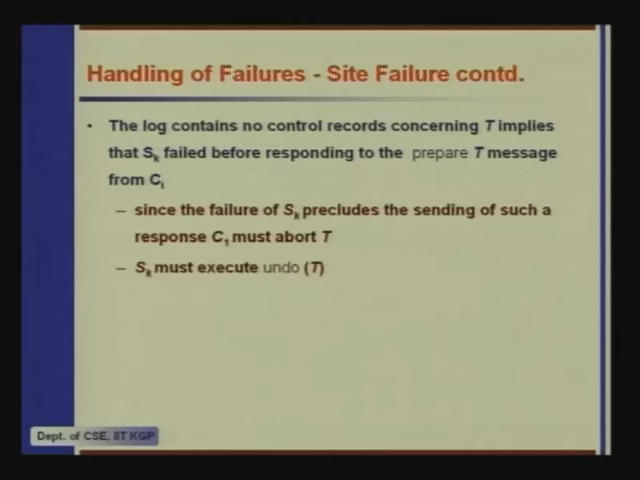 Handling of Failures - Site Failure contd.
• The log contains no control records concerning T implies
that Sk failed before responding to the prepare T message
from Ci
– since the failure of Sk precludes the sending of such a
response C1 must abort T
– Sk must execute undo (T)
Dept. of CSE, IIT KGP